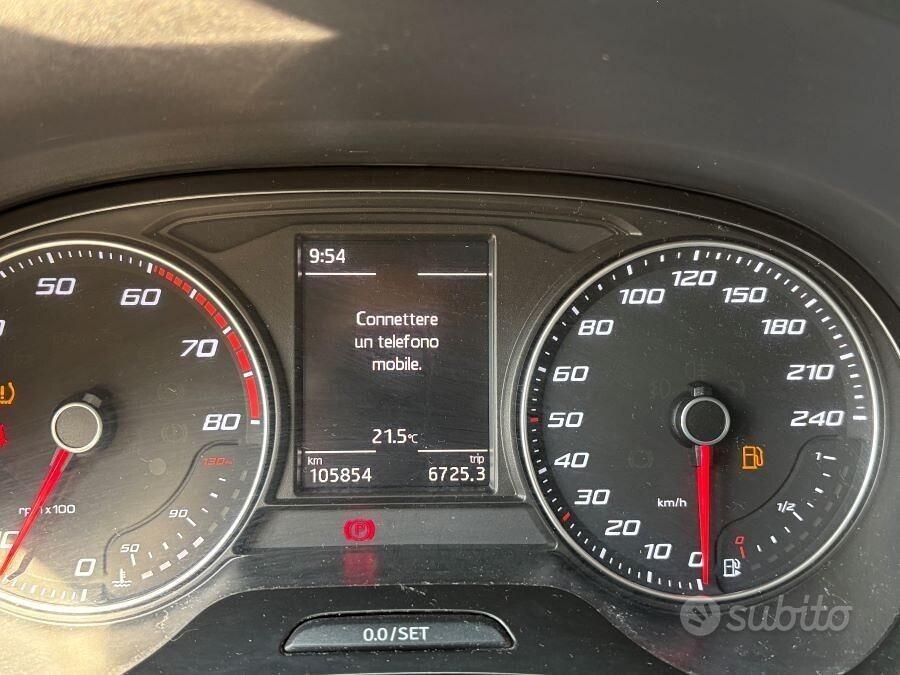 9:54
Connettere
un telefono
mobile.
21.5°C
km trip
105854 6725.3
50 60 70 80
130+
90
50
0
0 10 20 30 40 50 60 80 100 120 150 180 210 240
km/h
1
1/2
0
P
0.0/SET
subito